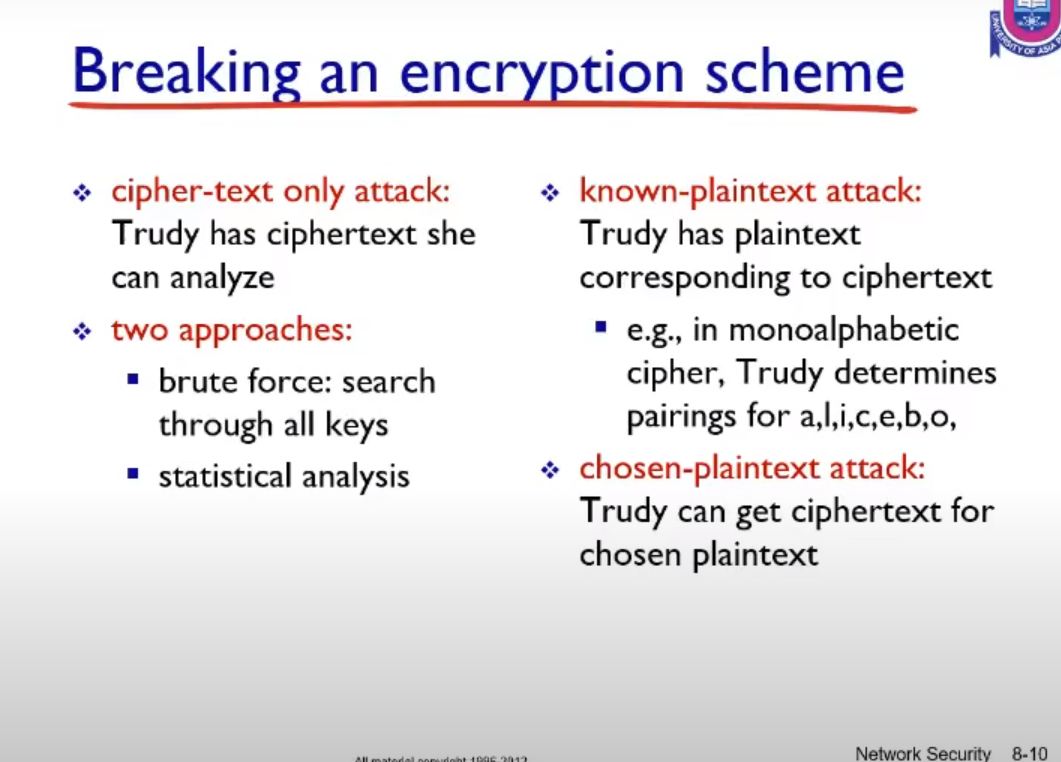 UNIVERSITY OF ASIA
Breaking an encryption scheme
❖ cipher-text only attack:
Trudy has ciphertext she
can analyze
❖ two approaches:
▪ brute force: search
through all keys
▪ statistical analysis
❖ known-plaintext attack:
Trudy has plaintext
corresponding to ciphertext
▪ e.g., in monoalphabetic
cipher, Trudy determines
pairings for a,l,i,c,e,b,o,
❖ chosen-plaintext attack:
Trudy can get ciphertext for
chosen plaintext
All material copyright 1996-2012
Network Security 8-10